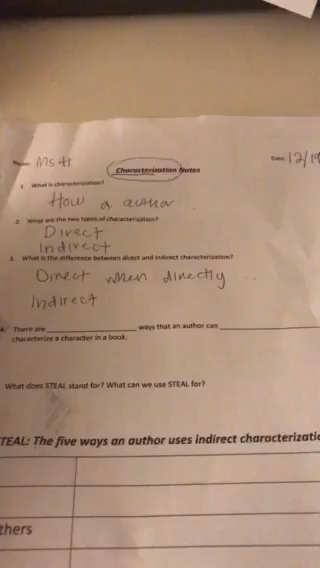 Name: Ms H Date: 12/19
Characterization Notes
1. What is characterization?
How a author ...
2. What are the two types of characterization?
Direct
Indirect
3. What is the difference between direct and indirect characterization?
Direct when directly ...
Indirect
4. There are ____________ ways that an author can ____________
characterize a character in a book:
What does STEAL stand for? What can we use STEAL for?
TEAL: The five ways an author uses indirect characterizatio
thers